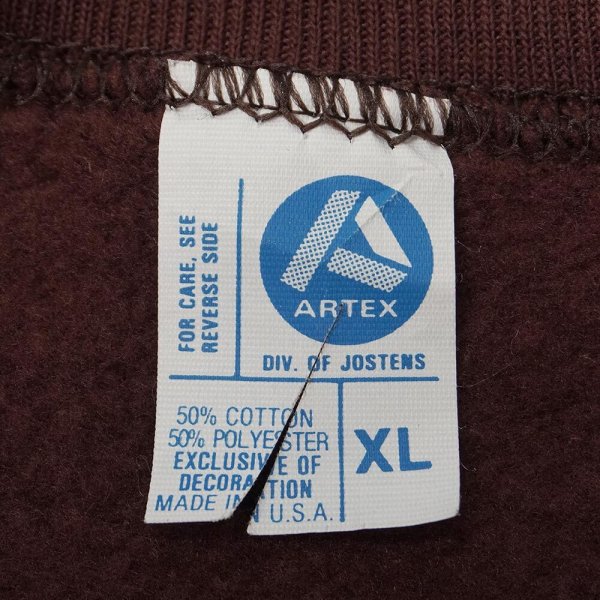 FOR CARE, SEE
REVERSE SIDE
ARTEX
DIV. OF JOSTENS
50% COTTON
50% POLYESTER
EXCLUSIVE OF
DECORATION
MADE IN U.S.A.
XL